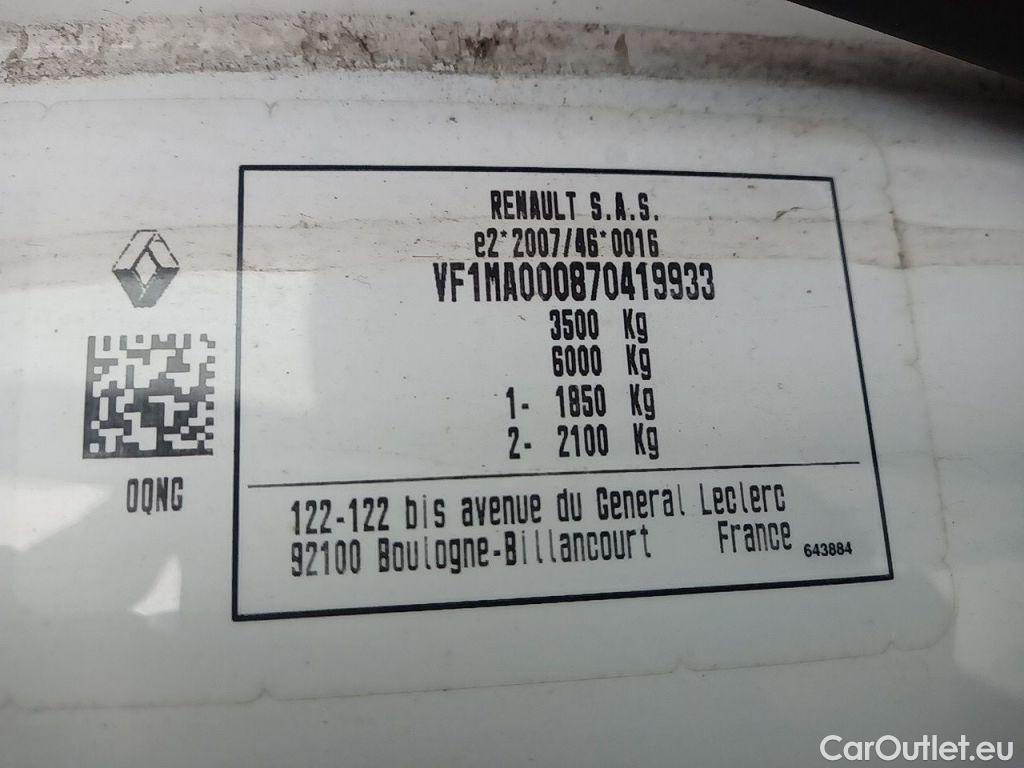 RENAULT S.A.S.
e2*2007/46*0016
VF1MA000870419933
3500 Kg
6000 Kg
1- 1850 Kg
2- 2100 Kg
0QNG
122-122 bis avenue du General Leclerc
92100 Boulogne-Billancourt France 643884
CarOutlet.eu